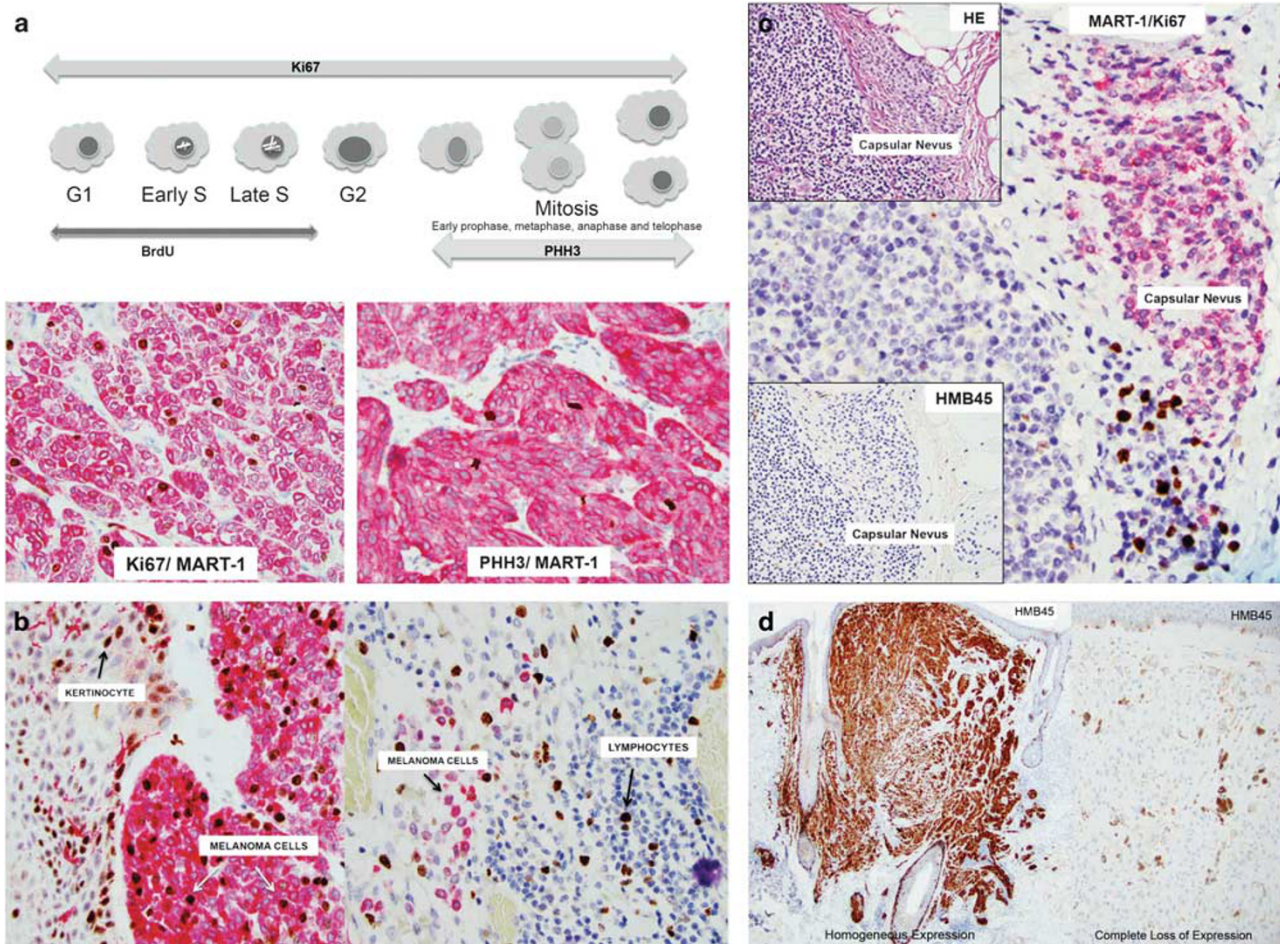 a
Ki67
G1
Early S
Late S
G2
Mitosis
Early prophase, metaphase, anaphase and telophase
BrdU
PHH3
Ki67/ MART-1
PHH3/ MART-1
b
KERTINOCYTE
MELANOMA CELLS
MELANOMA CELLS
LYMPHOCYTES
c
HE
Capsular Nevus
MART-1/Ki67
Capsular Nevus
HMB45
Capsular Nevus
d
HMB45
Homogeneous Expression
HMB45
Complete Loss of Expression